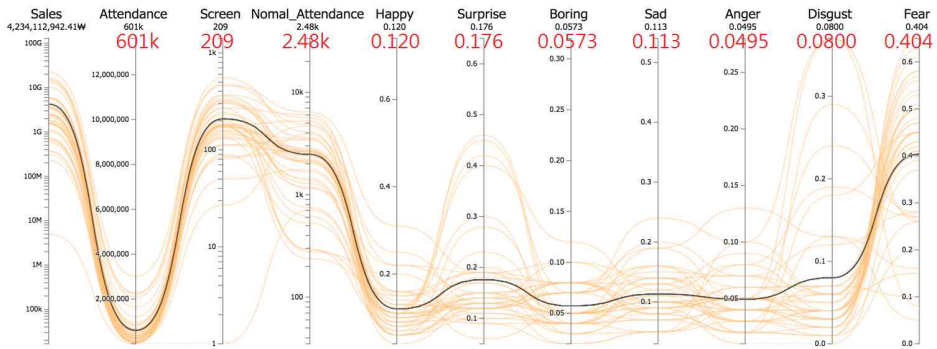 Sales Attendance Screen Nomal_Attendance Happy Surprise Boring Sad Anger Disgust Fear
4,234,112,942.41₩ 601k 209 2.48k 0.120 0.176 0.0573 0.113 0.0495 0.0800 0.404
601k 209 2.48k 0.120 0.176 0.0573 0.113 0.0495 0.0800 0.404
100G 1k 0.30 0.6
12,000,000 0.6 0.5 0.25
10G 10k 0.6 0.3 0.5
10,000,000 0.5 0.25 0.4 0.20
1G 100 0.4 0.20 0.4
8,000,000 0.4 0.3 0.15 0.2
100M 1k 0.15 0.3
6,000,000 0.3 0.2 0.10
10M 10 0.10 0.2
4,000,000 0.2 0.2 0.1
1M 100 0.05 0.1 0.05 0.1
2,000,000 0.1
100k 1 0.00 0.0 0.0